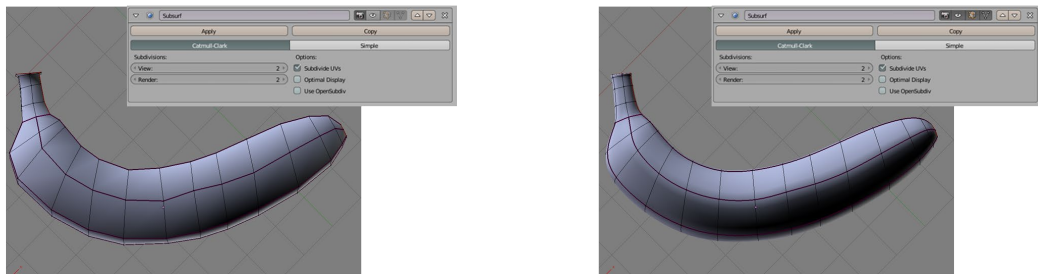 Subsurf
Apply Copy
Catmull-Clark Simple
Subdivisions: Options:
View: 2 Subdivide UVs
Render: 2 Optimal Display
Use OpenSubdiv
Subsurf
Apply Copy
Catmull-Clark Simple
Subdivisions: Options:
View: 2 Subdivide UVs
Render: 2 Optimal Display
Use OpenSubdiv